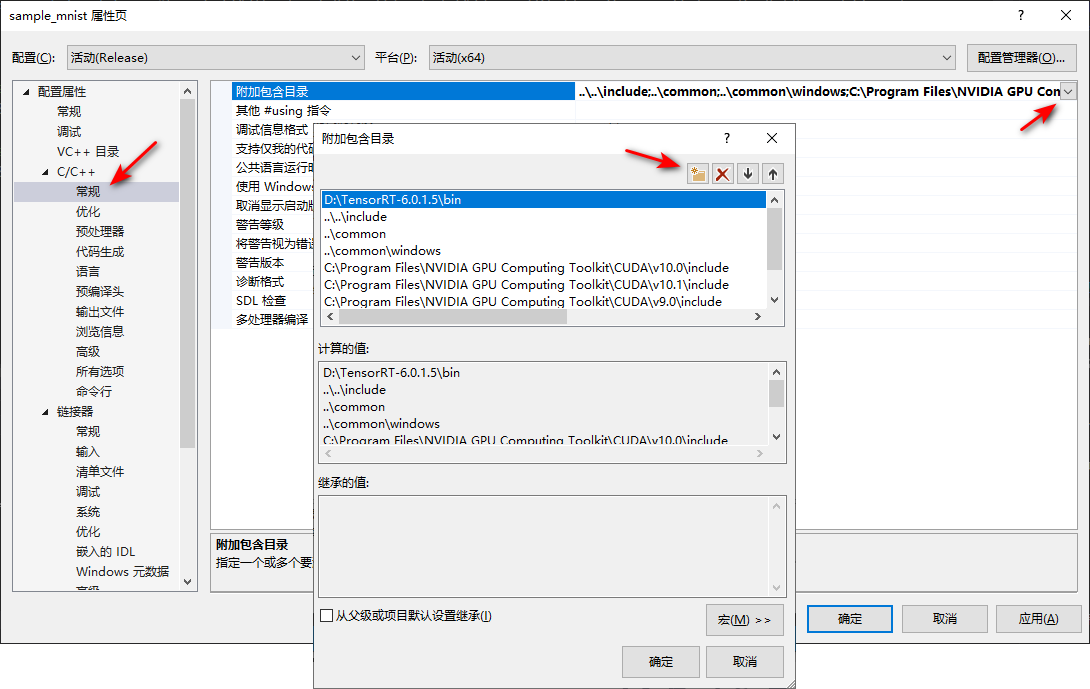 sample_mnist 属性页
?
配置(C):
活动(Release)
平台(P):
活动(x64)
配置管理器(O)...
配置属性
常规
调试
VC++ 目录
C/C++
常规
优化
预处理器
代码生成
语言
预编译头
输出文件
浏览信息
高级
所有选项
命令行
链接器
常规
输入
清单文件
调试
系统
优化
嵌入的 IDL
Windows 元数据
高级
附加包含目录
..\..\include;..\common;..\common\windows;C:\Program Files\NVIDIA GPU Con
其他 #using 指令
调试信息格式
支持仅我的代码
公共语言运行时
使用 Windows
取消显示启动版
警告等级
将警告视为错误
警告版本
诊断格式
SDL 检查
多处理器编译
附加包含目录
指定一个或多个要
附加包含目录
?
D:\TensorRT-6.0.1.5\bin
..\..\include
..\common
..\common\windows
C:\Program Files\NVIDIA GPU Computing Toolkit\CUDA\v10.0\include
C:\Program Files\NVIDIA GPU Computing Toolkit\CUDA\v10.1\include
C:\Program Files\NVIDIA GPU Computing Toolkit\CUDA\v9.0\include
计算的值:
D:\TensorRT-6.0.1.5\bin
..\..\include
..\common
..\common\windows
C:\Program Files\NVIDIA GPU Computing Toolkit\CUDA\v10.0\include
继承的值:
从父级或项目默认设置继承(I)
宏(M) >>
确定
取消
确定
取消
应用(A)